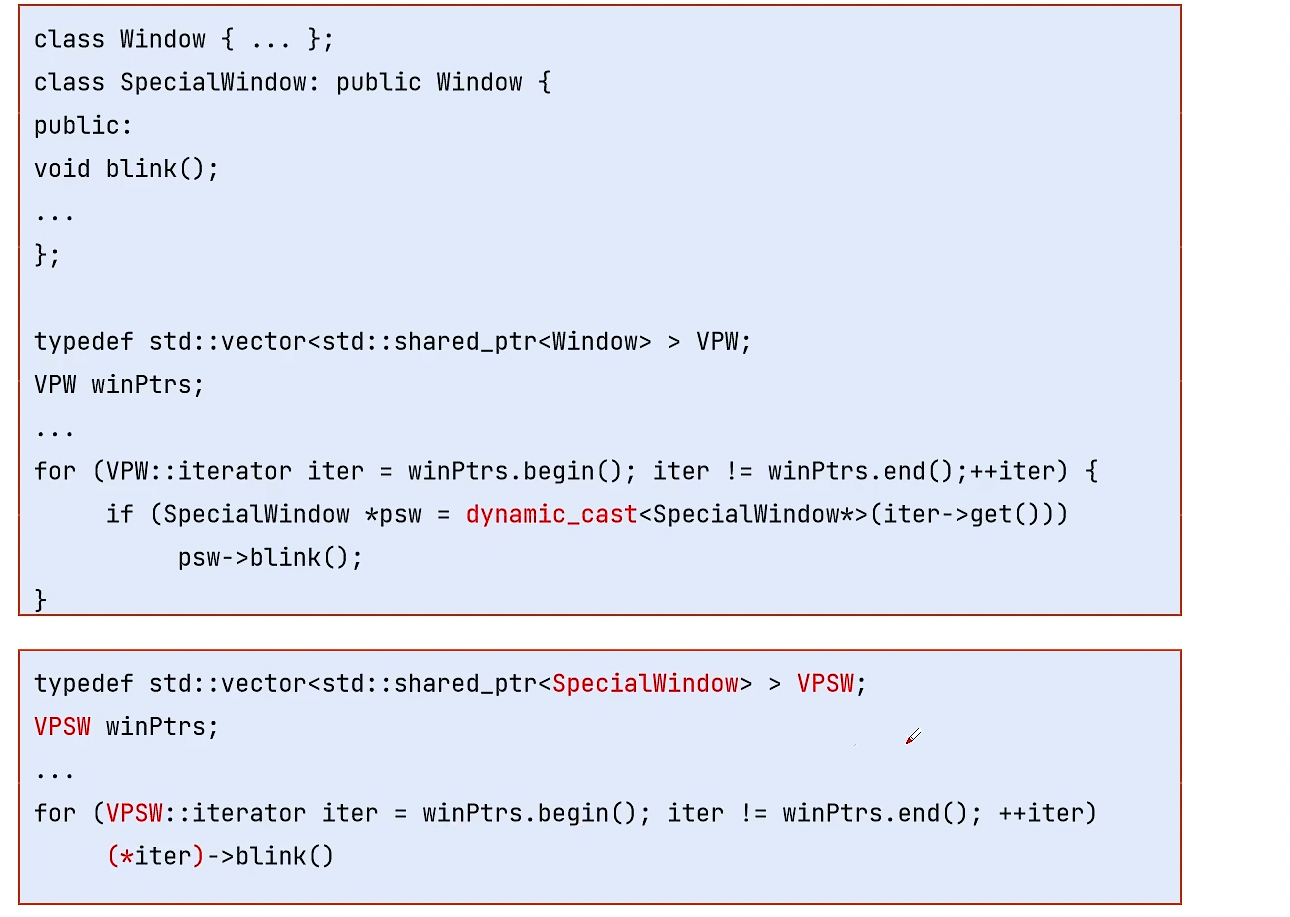 class Window { ... };
class SpecialWindow: public Window {
public:
void blink();
...
};
typedef std::vector<std::shared_ptr<Window> > VPW;
VPW winPtrs;
...
for (VPW::iterator iter = winPtrs.begin(); iter != winPtrs.end();++iter) {
if (SpecialWindow *psw = dynamic_cast<SpecialWindow*>(iter->get()))
psw->blink();
}
typedef std::vector<std::shared_ptr<SpecialWindow> > VPSW;
VPSW winPtrs;
...
for (VPSW::iterator iter = winPtrs.begin(); iter != winPtrs.end(); ++iter)
(*iter)->blink()